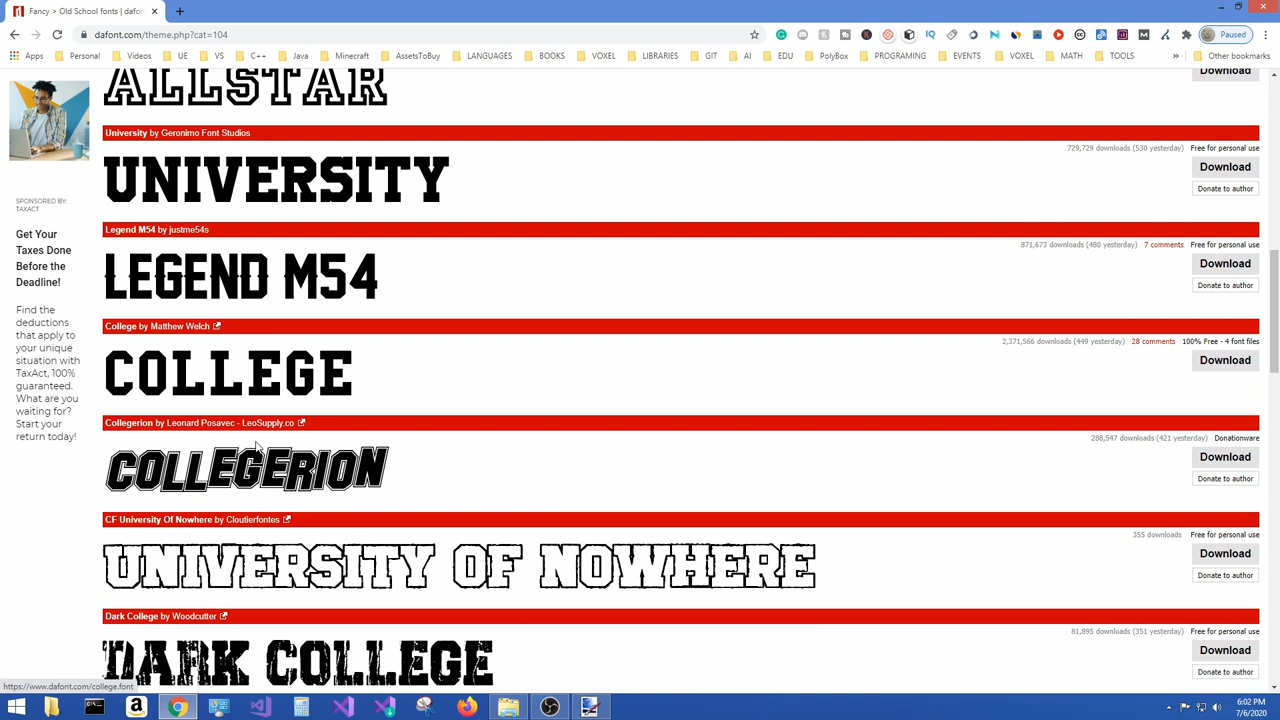 Fancy > Old School fonts | dafon
dafont.com/theme.php?cat=104
Paused
Apps Personal Videos UE VS C++ Java Minecraft AssetsToBuy LANGUAGES BOOKS VOXEL LIBRARIES GIT AI EDU PolyBox PROGRAMING EVENTS VOXEL MATH TOOLS » Other bookmarks
ALLSTAR
Download
University by Geronimo Font Studios
729,729 downloads (530 yesterday) Free for personal use
UNIVERSITY
Download
Donate to author
SPONSORED BY:
TAXACT
Get Your
Taxes Done
Before the
Deadline!
Find the
deductions
that apply to
your unique
situation with
TaxAct, 100%
guaranteed.
What are you
waiting for?
Start your
return today!
Legend M54 by justme54s
871,673 downloads (480 yesterday) 7 comments Free for personal use
LEGEND M54
Download
Donate to author
College by Matthew Welch
2,371,566 downloads (449 yesterday) 28 comments 100% Free - 4 font files
COLLEGE
Download
Collegerion by Leonard Posavec - LeoSupply.co
288,547 downloads (421 yesterday) Donationware
COLLEGERION
Download
Donate to author
CF University Of Nowhere by Cloutierfontes
355 downloads Free for personal use
UNIVERSITY OF NOWHERE
Download
Donate to author
Dark College by Woodcutter
81,895 downloads (351 yesterday) Free for personal use
DARK COLLEGE
Download
Donate to author
https://www.dafont.com/college.font
6:02 PM
7/6/2020